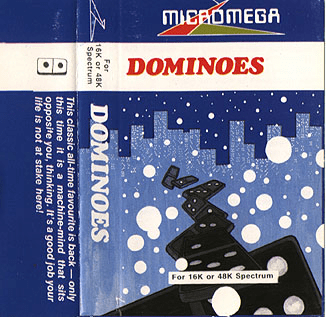 MICROMEGA
DOMINOES
For 16K or 48K Spectrum
For
16K or 48K
Spectrum
DOMINOES
This classic all-time favourite is back — only
this time it is a machine-mind that sits
opposite you, thinking. It's a good job your
life is not at stake here!